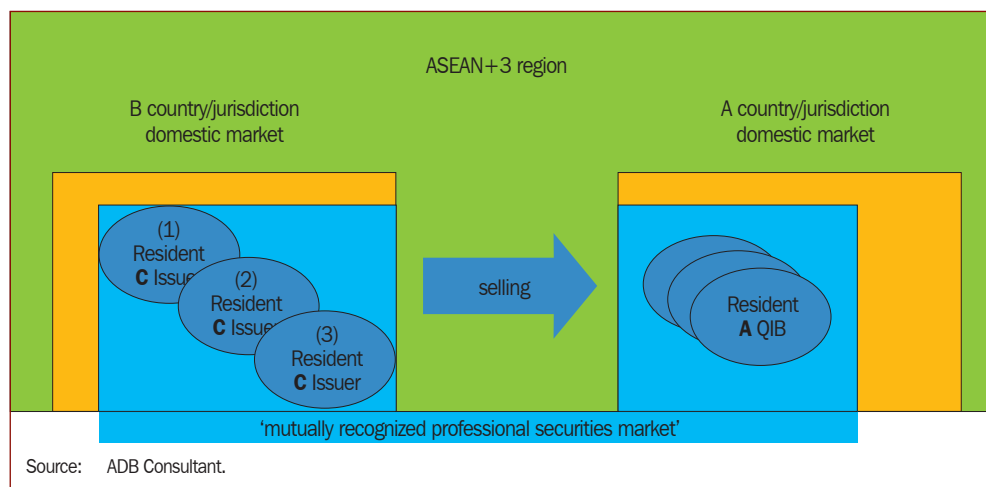 ASEAN+3 region
B country/jurisdiction
domestic market
A country/jurisdiction
domestic market
(1)
Resident
C Issue
(2)
Resident
C Issuer
(3)
Resident
C Issuer
selling
Resident
A QIB
‘mutually recognized professional securities market’
Source: ADB Consultant.